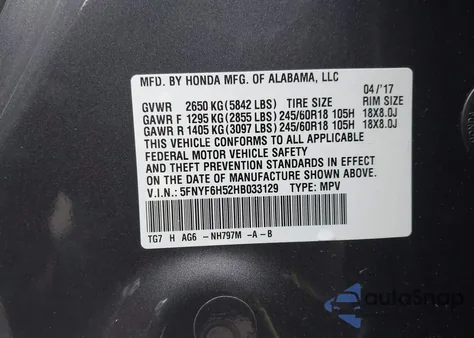 MFD. BY HONDA MFG. OF ALABAMA, LLC
04/'17
GVWR 2650 KG (5842 LBS) TIRE SIZE RIM SIZE
GAWR F 1295 KG (2855 LBS) 245/60R18 105H 18X8.0J
GAWR R 1405 KG (3097 LBS) 245/60R18 105H 18X8.0J
THIS VEHICLE CONFORMS TO ALL APPLICABLE
FEDERAL MOTOR VEHICLE SAFETY
AND THEFT PREVENTION STANDARDS IN EFFECT
ON THE DATE OF MANUFACTURE SHOWN ABOVE.
V.I.N.: 5FNYF6H52HB033129 TYPE: MPV
TG7 H AG6 -NH797M -A-B
autoSnap